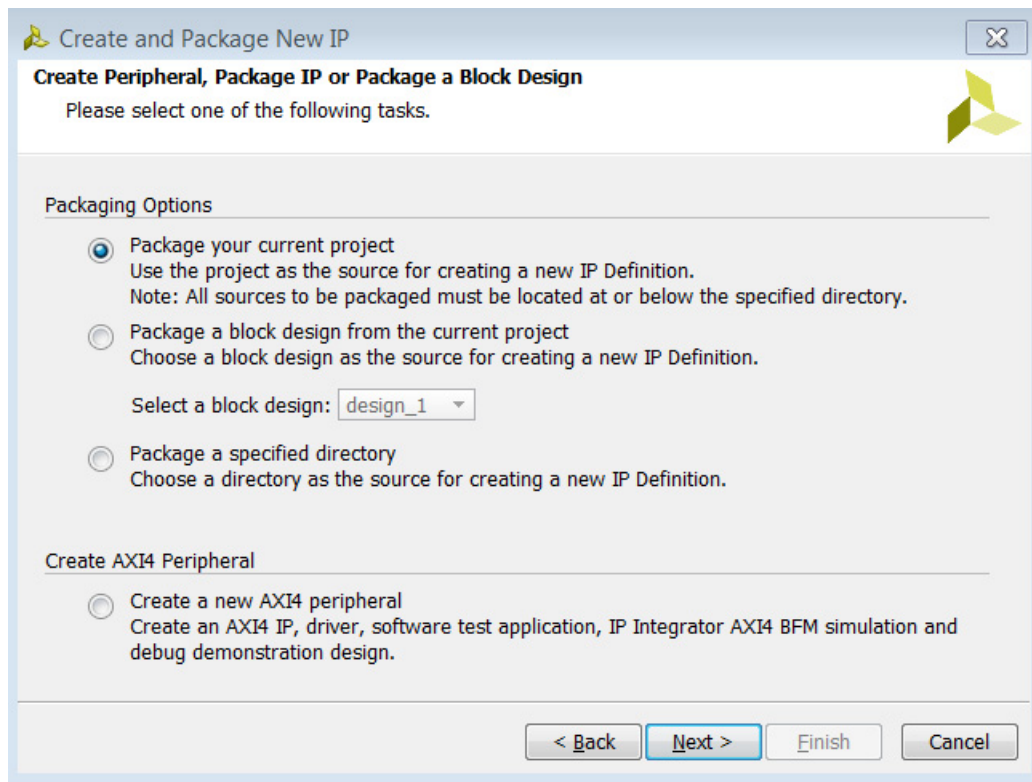 Create and Package New IP
Create Peripheral, Package IP or Package a Block Design
Please select one of the following tasks.
Packaging Options
Package your current project
Use the project as the source for creating a new IP Definition.
Note: All sources to be packaged must be located at or below the specified directory.
Package a block design from the current project
Choose a block design as the source for creating a new IP Definition.
Select a block design: design_1
Package a specified directory
Choose a directory as the source for creating a new IP Definition.
Create AXI4 Peripheral
Create a new AXI4 peripheral
Create an AXI4 IP, driver, software test application, IP Integrator AXI4 BFM simulation and
debug demonstration design.
< Back Next > Finish Cancel